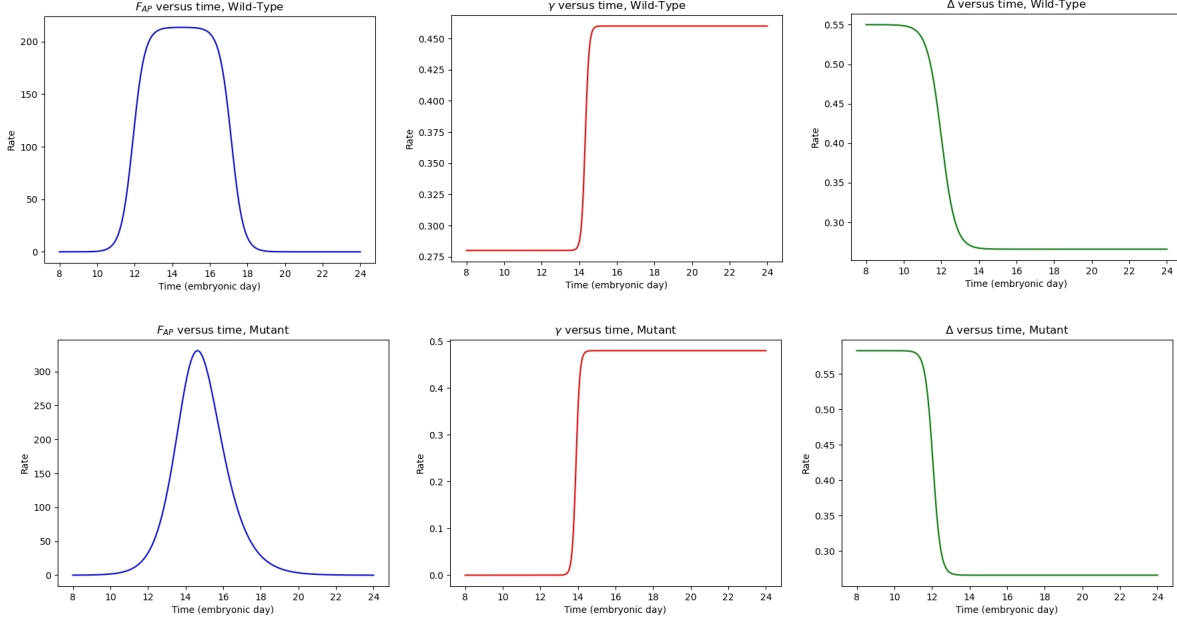 F_AP versus time, Wild-Type
200
150
100
50
0
Rate
8 10 12 14 16 18 20 22 24
Time (embryonic day)
γ versus time, Wild-Type
0.450
0.425
0.400
0.375
0.350
0.325
0.300
0.275
Rate
8 10 12 14 16 18 20 22 24
Time (embryonic day)
Δ versus time, Wild-Type
0.55
0.50
0.45
0.40
0.35
0.30
Rate
8 10 12 14 16 18 20 22 24
Time (embryonic day)
F_AP versus time, Mutant
300
250
200
150
100
50
0
Rate
8 10 12 14 16 18 20 22 24
Time (embryonic day)
γ versus time, Mutant
0.5
0.4
0.3
0.2
0.1
0.0
Rate
8 10 12 14 16 18 20 22 24
Time (embryonic day)
Δ versus time, Mutant
0.55
0.50
0.45
0.40
0.35
0.30
Rate
8 10 12 14 16 18 20 22 24
Time (embryonic day)